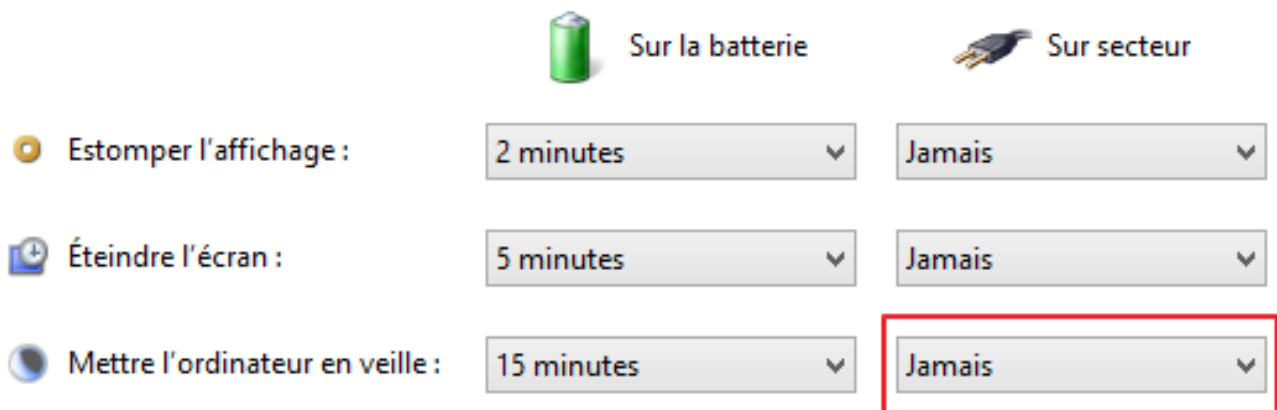 Sur la batterie Sur secteur
Estomper l'affichage : 2 minutes Jamais
Éteindre l'écran : 5 minutes Jamais
Mettre l'ordinateur en veille : 15 minutes Jamais